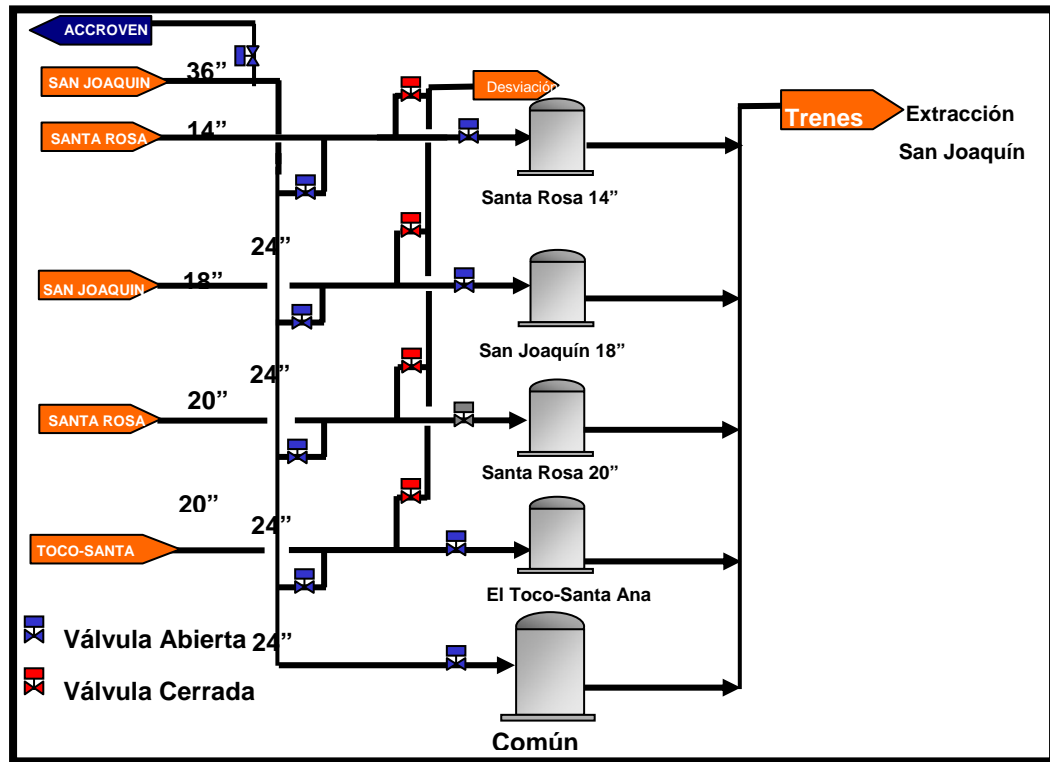 ACCROVEN
SAN JOAQUIN
36”
Desviación
SANTA ROSA
14”
Trenes
Extracción
San Joaquín
Santa Rosa 14”
24”
SAN JOAQUIN
18”
San Joaquín 18”
24”
SANTA ROSA
20”
Santa Rosa 20”
20”
24”
TOCO-SANTA
El Toco-Santa Ana
Válvula Abierta
24”
Válvula Cerrada
Común